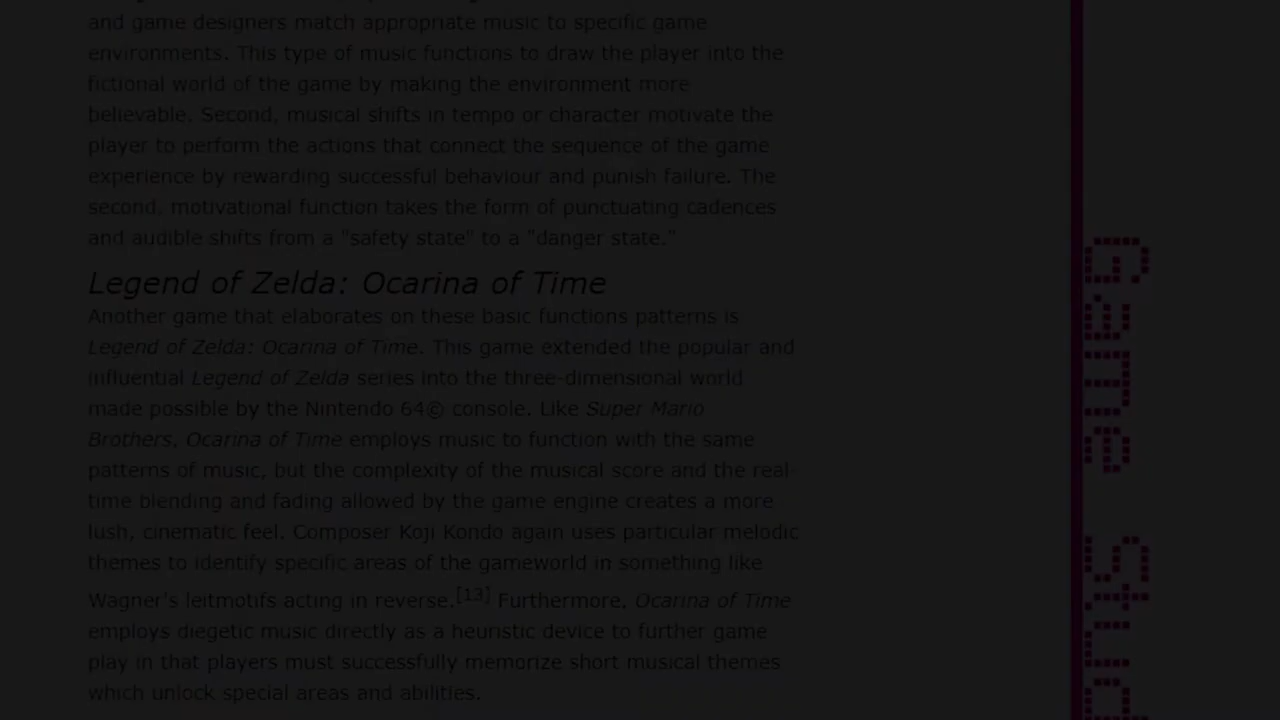 and game designers match appropriate music to specific game
environments. This type of music functions to draw the player into the
fictional world of the game by making the environment more
believable. Second, musical shifts in tempo or character motivate the
player to perform the actions that connect the sequence of the game
experience by rewarding successful behaviour and punish failure. The
second, motivational function takes the form of punctuating cadences
and audible shifts from a "safety state" to a "danger state."
Legend of Zelda: Ocarina of Time
Another game that elaborates on these basic functions patterns is
Legend of Zelda: Ocarina of Time. This game extended the popular and
influential Legend of Zelda series into the three-dimensional world
made possible by the Nintendo 64© console. Like Super Mario
Brothers, Ocarina of Time employs music to function with the same
patterns of music, but the complexity of the musical score and the real-
time blending and fading allowed by the game engine creates a more
lush, cinematic feel. Composer Koji Kondo again uses particular melodic
themes to identify specific areas of the gameworld in something like
Wagner's leitmotifs acting in reverse.[13] Furthermore, Ocarina of Time
employs diegetic music directly as a heuristic device to further game
play in that players must successfully memorize short musical themes
which unlock special areas and abilities.
Game